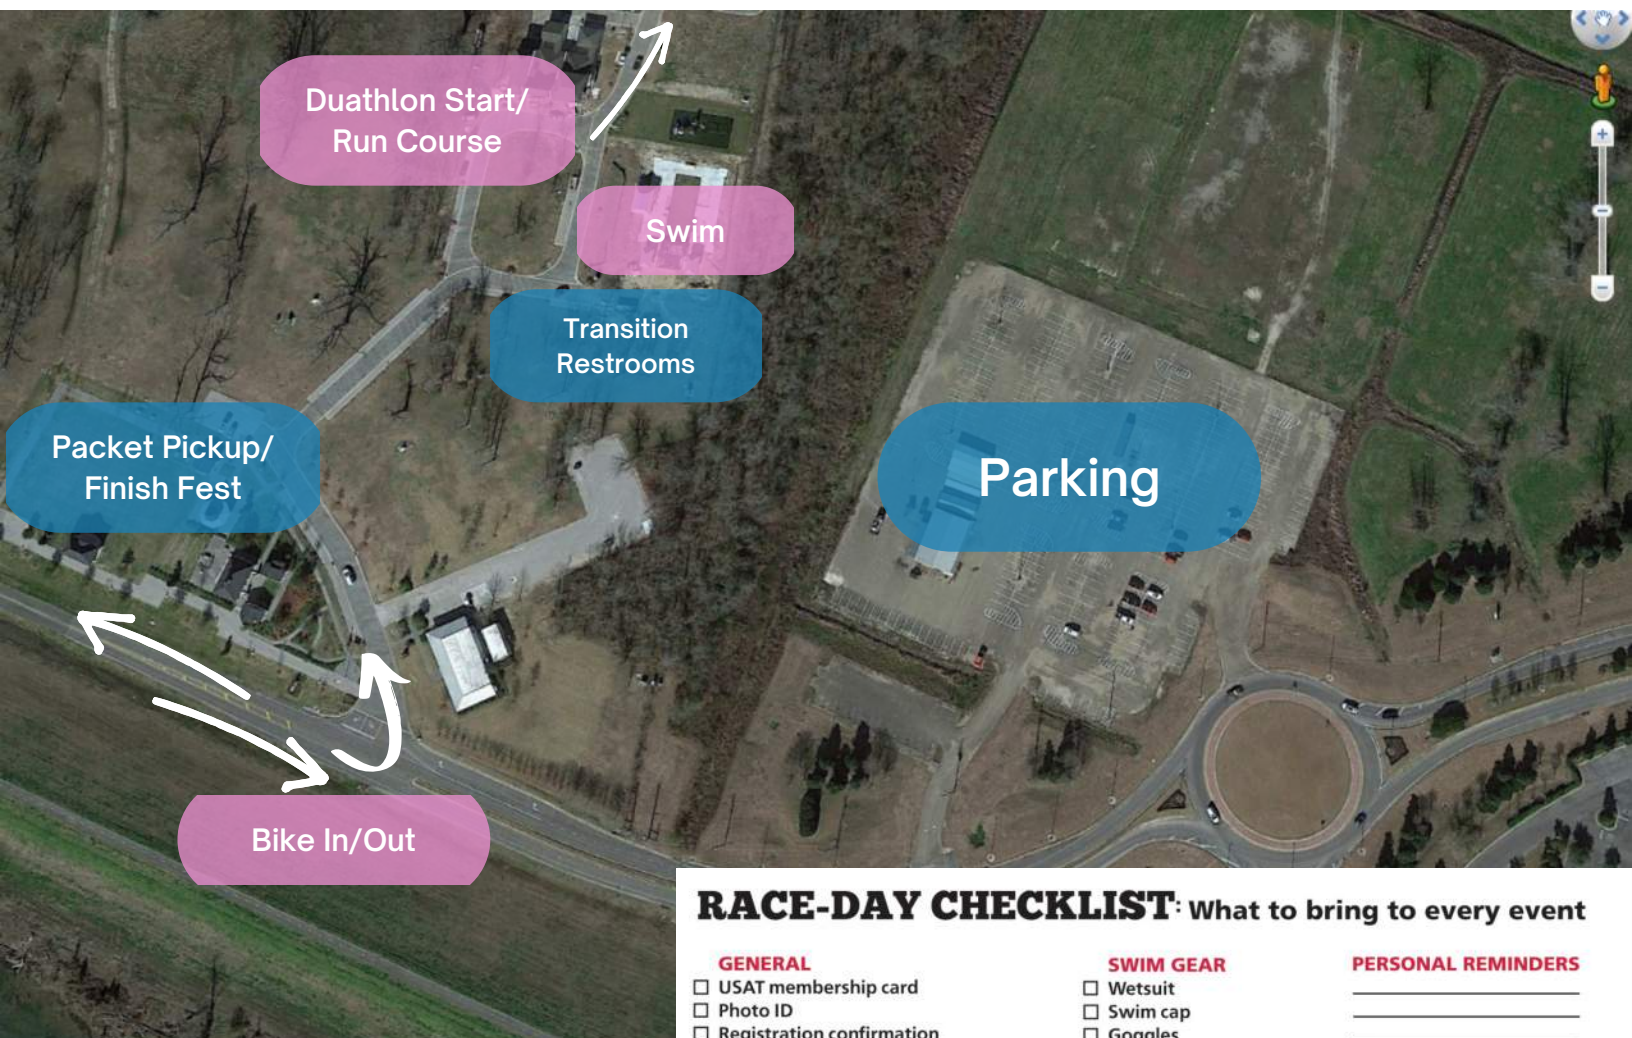 Duathlon Start/
Run Course
Swim
Transition
Restrooms
Packet Pickup/
Finish Fest
Parking
Bike In/Out
RACE-DAY CHECKLIST: What to bring to every event
GENERAL
☐ USAT membership card
☐ Photo ID
☐ Registration confirmation
SWIM GEAR
☐ Wetsuit
☐ Swim cap
☐ Goggles
PERSONAL REMINDERS